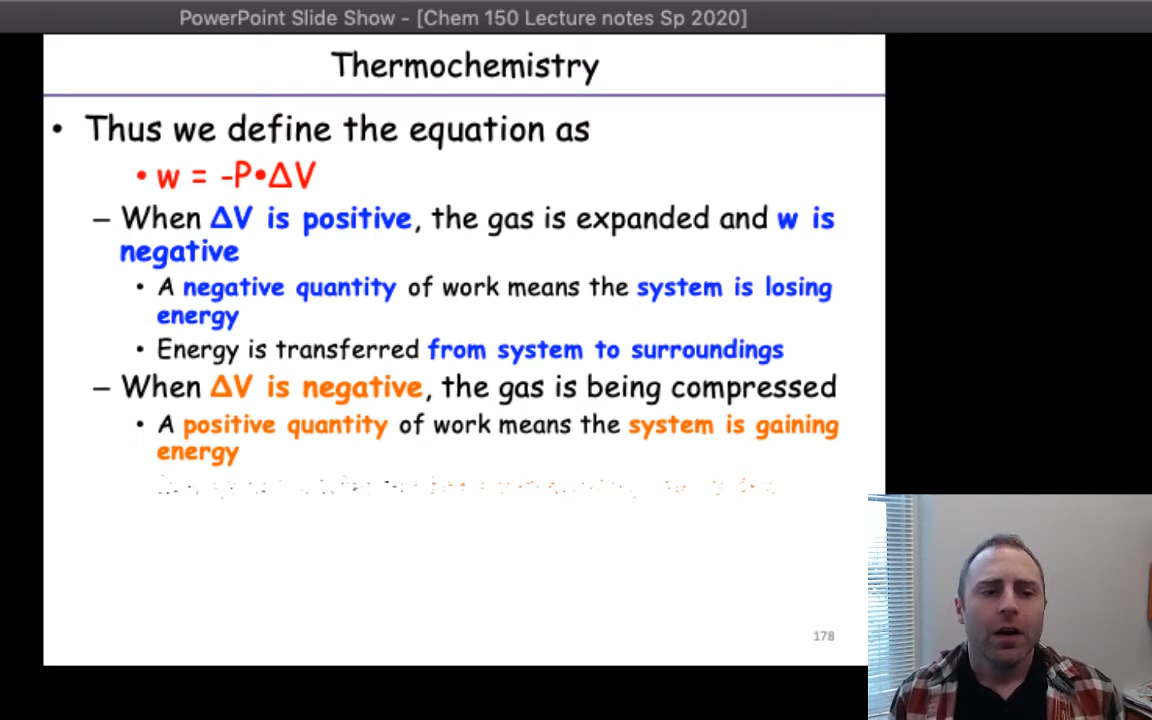 PowerPoint Slide Show - [Chem 150 Lecture notes Sp 2020]
Thermochemistry
• Thus we define the equation as
• w = -P•ΔV
– When ΔV is positive, the gas is expanded and w is
negative
• A negative quantity of work means the system is losing
energy
• Energy is transferred from system to surroundings
– When ΔV is negative, the gas is being compressed
• A positive quantity of work means the system is gaining
energy
178